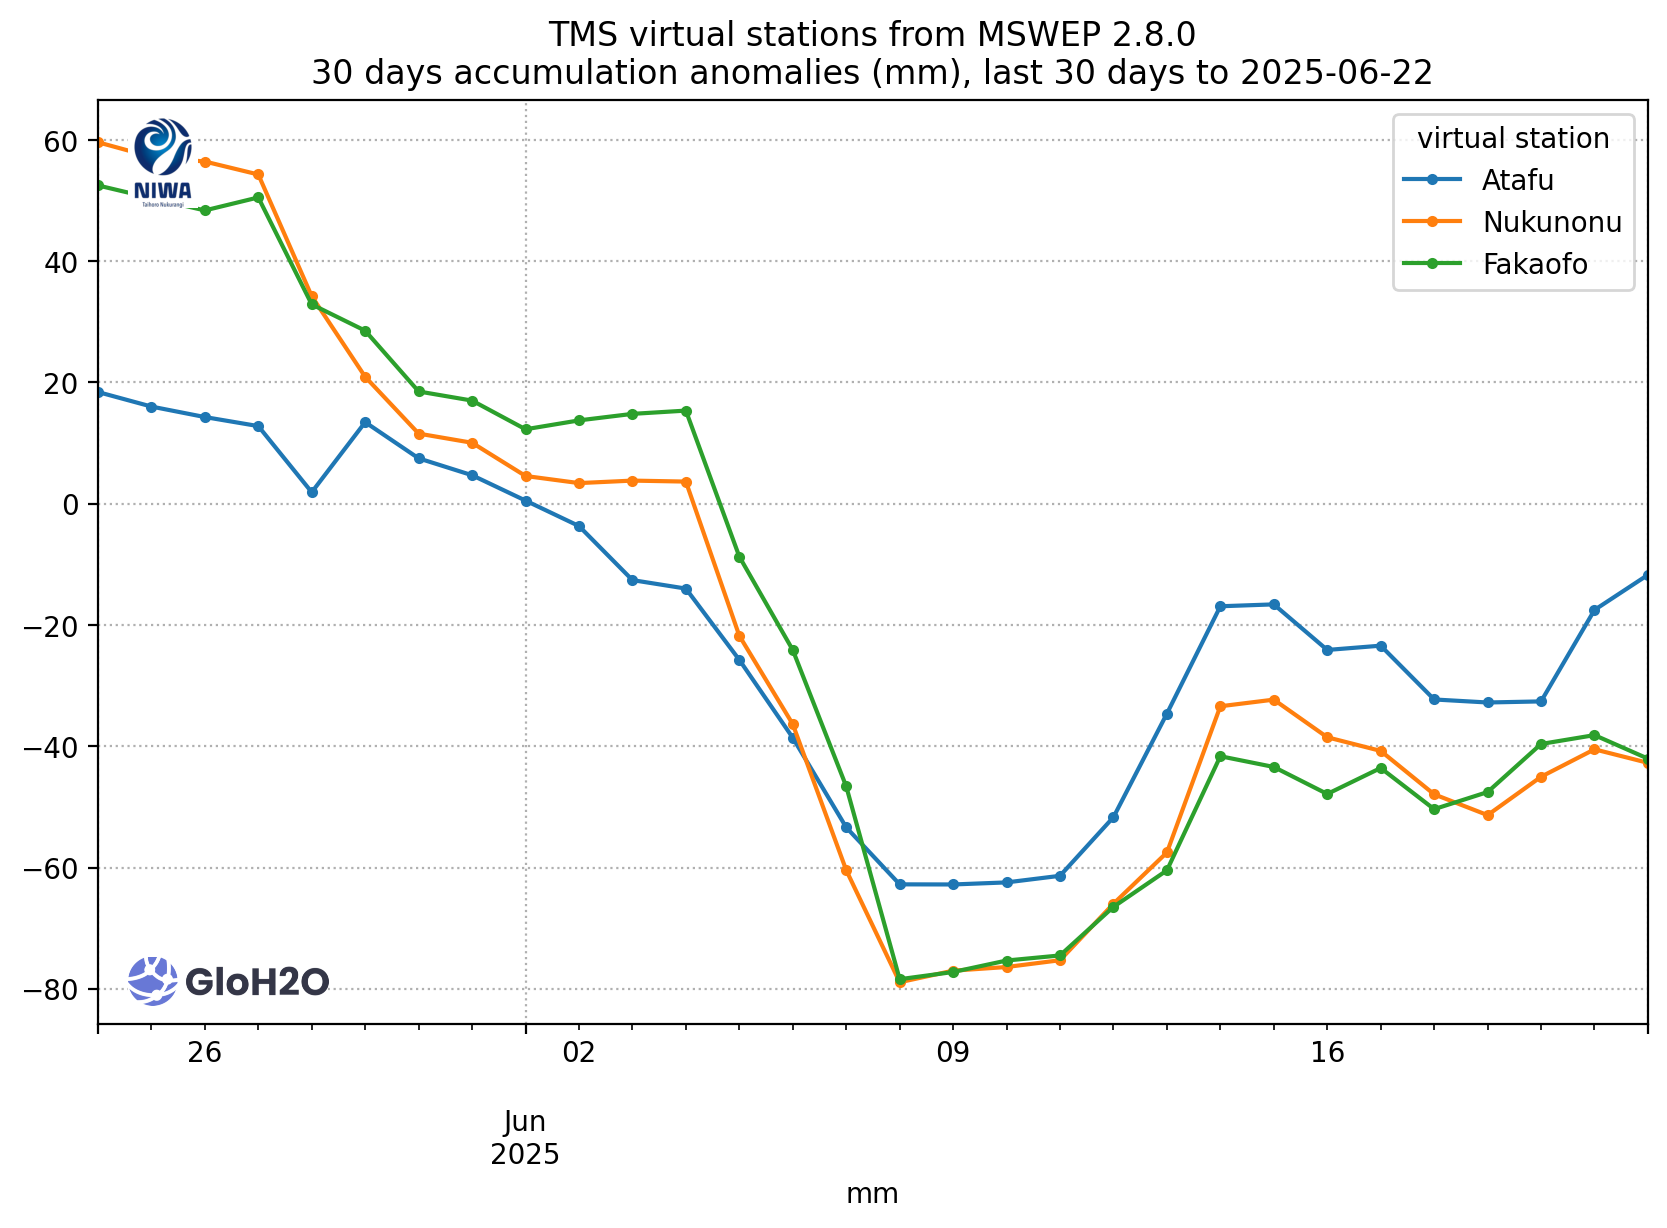 TMS virtual stations from MSWEP 2.8.0
30 days accumulation anomalies (mm), last 30 days to 2025-06-22
60
40
20
0
−20
−40
−60
−80
NIWA
Taihoro Nukurangi
virtual station
Atafu
Nukunonu
Fakaofo
GloH2O
26
02
09
16
Jun
2025
mm